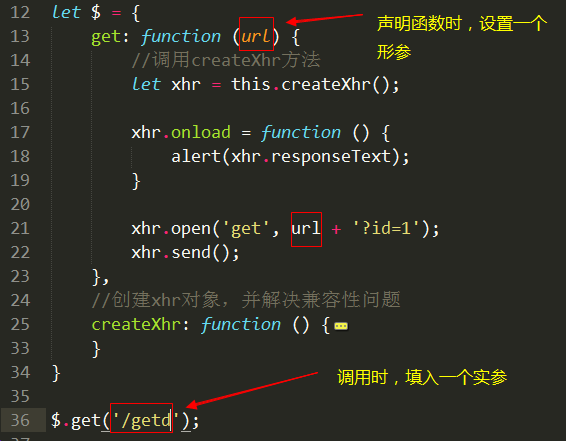 12 let $ = {
声明函数时，设置一个
形参
13 get: function (url) {
14 //调用createXhr方法
15 let xhr = this.createXhr();
16
17 xhr.onload = function () {
18 alert(xhr.responseText);
19 }
20
21 xhr.open('get', url + '?id=1');
22 xhr.send();
23 },
24 //创建xhr对象，并解决兼容性问题
25 createXhr: function () {
33 }
34 }
调用时，填入一个实参
35
36 $.get('/getd');